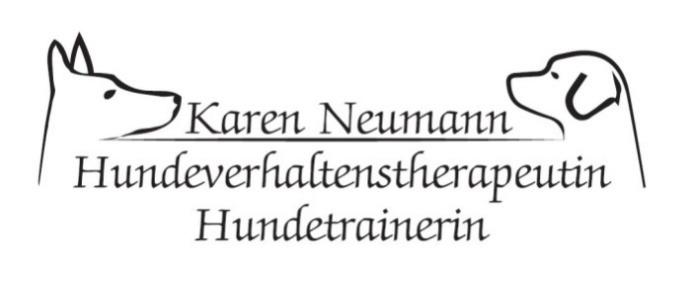 Karen Neumann
Hundeverhaltenstherapeutin
Hundetrainerin